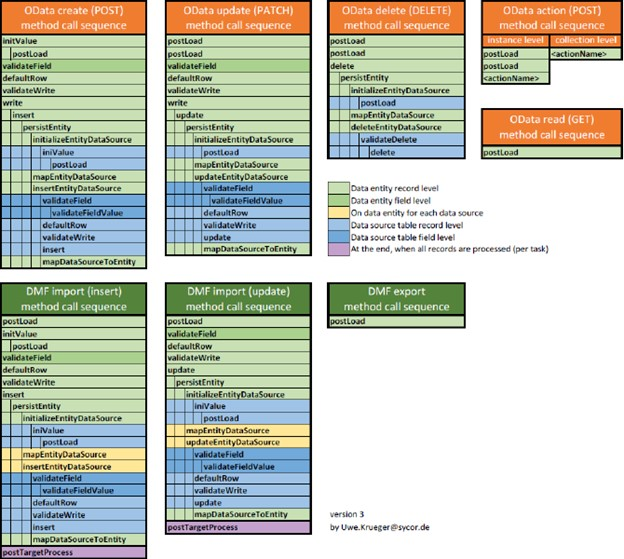 OData create (POST)
method call sequence
initValue
postLoad
validateField
defaultRow
validateWrite
write
insert
persistEntity
initializeEntityDataSource
iniValue
postLoad
mapEntityDataSource
insertEntityDataSource
validateField
validateFieldValue
defaultRow
validateWrite
insert
mapDataSourceToEntity
OData update (PATCH)
method call sequence
postLoad
postLoad
validateField
defaultRow
validateWrite
write
update
persistEntity
initializeEntityDataSource
postLoad
mapEntityDataSource
updateEntityDataSource
validateField
validateFieldValue
defaultRow
validateWrite
update
mapDataSourceToEntity
OData delete (DELETE)
method call sequence
postLoad
postLoad
delete
persistEntity
initializeEntityDataSource
postLoad
mapEntityDataSource
deleteEntityDataSource
validateDelete
delete
OData action (POST)
method call sequence
instance level collection level
postLoad <actionName>
postLoad
<actionName>
OData read (GET)
method call sequence
postLoad
Data entity record level
Data entity field level
On data entity for each data source
Data source table record level
Data source table field level
At the end, when all records are processed (per task}
DMF import (insert)
method call sequence
postLoad
initValue
postLoad
validateField
defaultRow
validateWrite
insert
persistEntity
initializeEntityDataSource
iniValue
postLoad
mapEntityDataSource
insertEntityDataSource
validateField
validateFieldValue
defaultRow
validateWrite
insert
mapDataSourceToEntity
postTargetProcess
DMF import (update)
method call sequence
postLoad
validateField
defaultRow
validateWrite
update
persistEntity
initializeEntityDataSource
iniValue
postLoad
mapEntityDataSource
updateEntityDataSource
validateField
validateFieldValue
defaultRow
validateWrite
update
mapDataSourceToEntity
postTargetProcess
DMF export
method call sequence
postLoad
version 3
by Uwe.Krueger@sycor.de